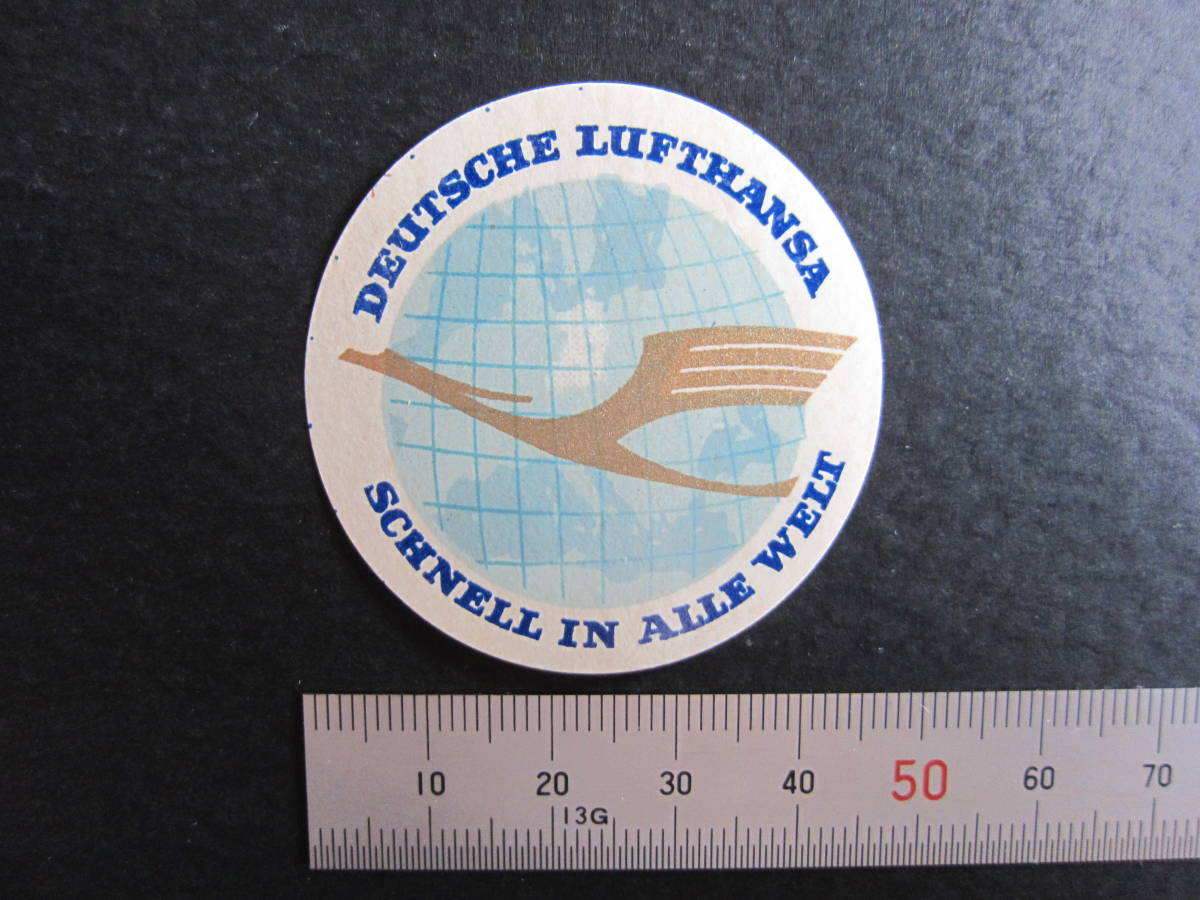 DEUTSCHE LUFTHANSA
SCHNELL IN ALLE WELT
10 20 30 40 50 60 70
13G